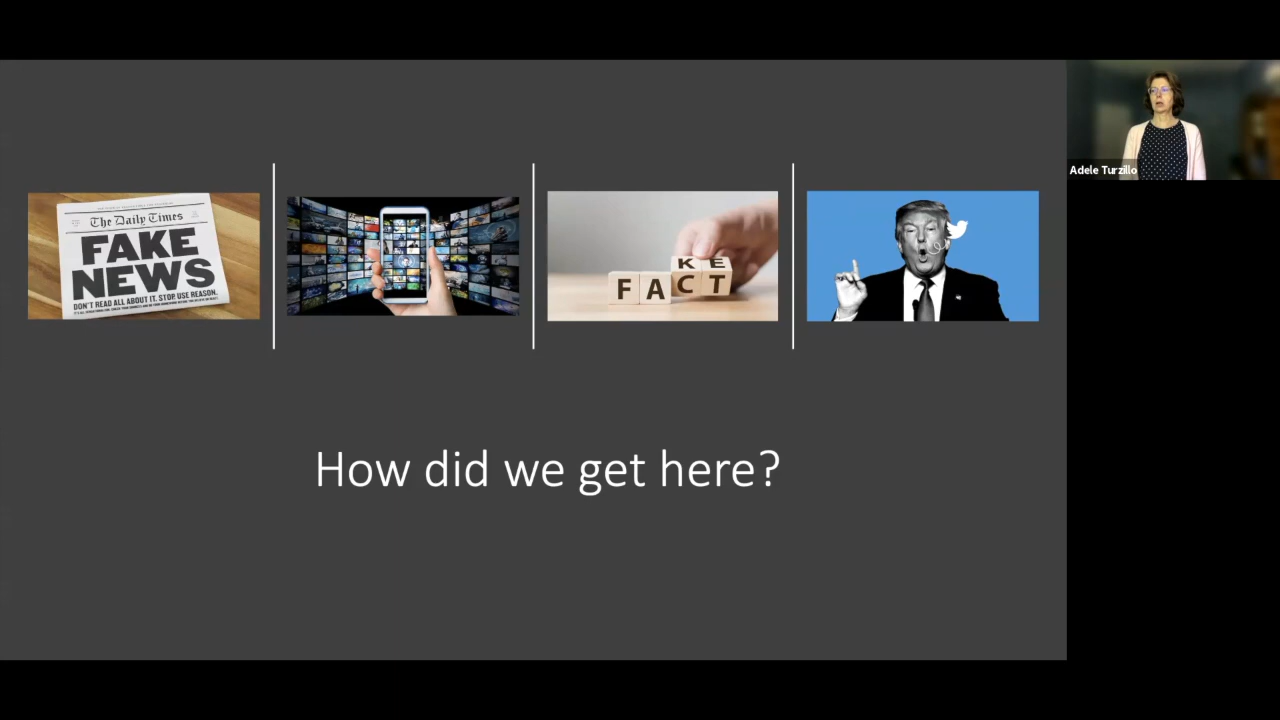 The Daily Times
FAKE
NEWS
DON'T READ ALL ABOUT IT. STOP. USE REASON.
KE
FACT
How did we get here?
Adele Turzillo